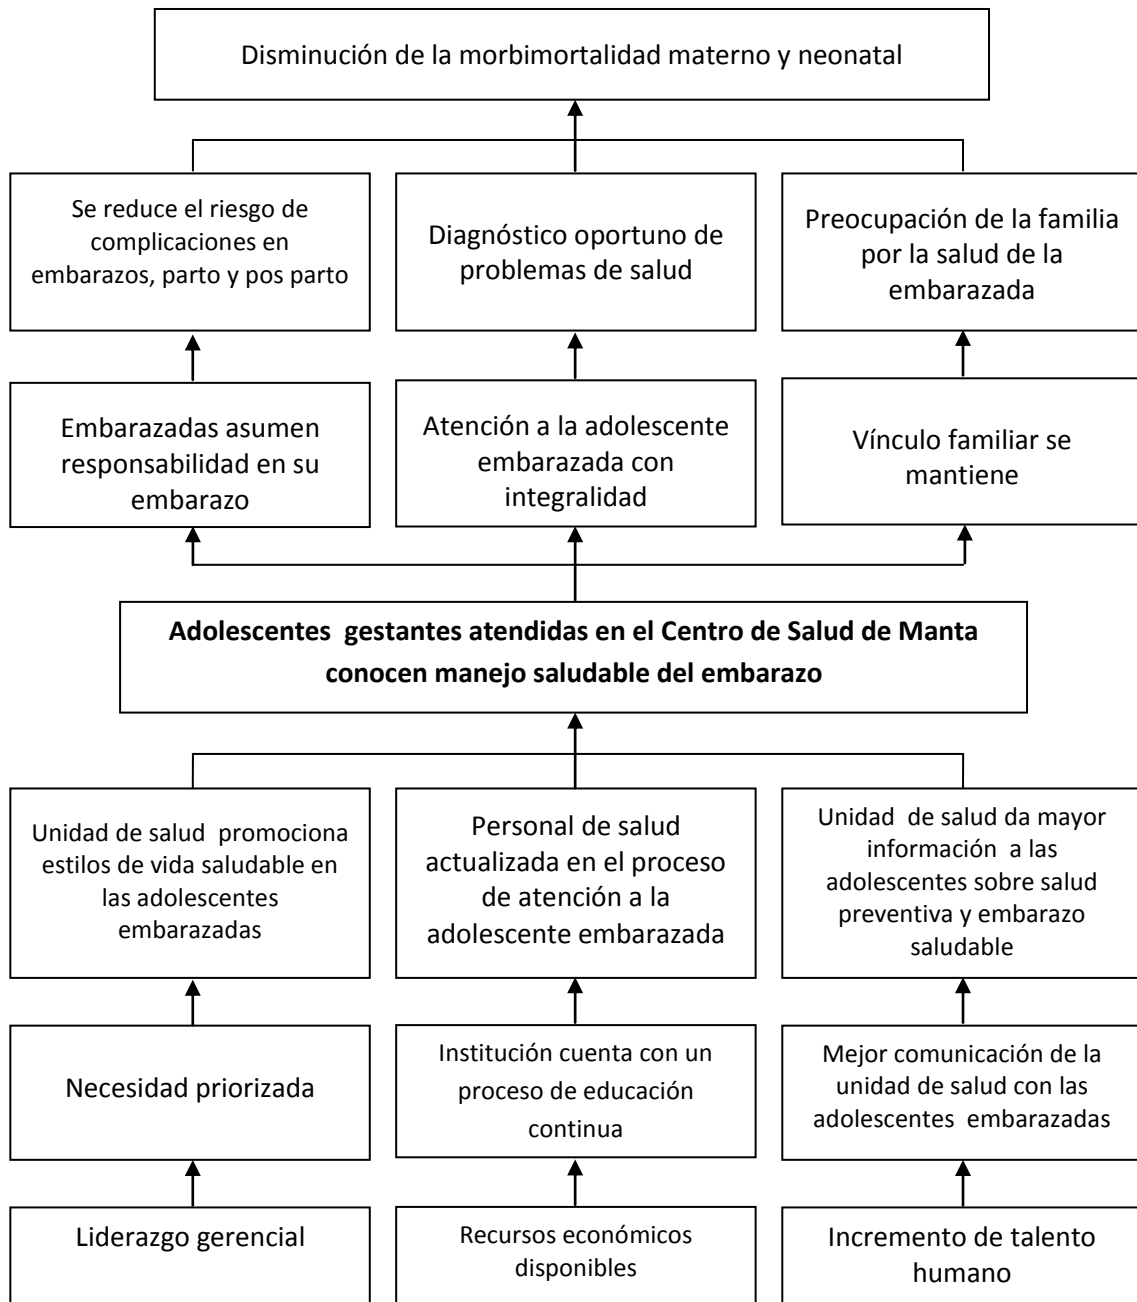 Disminución de la morbimortalidad materno y neonatal
Se reduce el riesgo de
complicaciones en
embarazos, parto y pos parto
Diagnóstico oportuno de
problemas de salud
Preocupación de la familia
por la salud de la
embarazada
Embarazadas asumen
responsabilidad en su
embarazo
Atención a la adolescente
embarazada con
integralidad
Vínculo familiar se
mantiene
Adolescentes gestantes atendidas en el Centro de Salud de Manta
conocen manejo saludable del embarazo
Unidad de salud promociona
estilos de vida saludable en
las adolescentes
embarazadas
Personal de salud
actualizada en el proceso
de atención a la
adolescente embarazada
Unidad de salud da mayor
información a las
adolescentes sobre salud
preventiva y embarazo
saludable
Necesidad priorizada
Institución cuenta con un
proceso de educación
continua
Mejor comunicación de la
unidad de salud con las
adolescentes embarazadas
Liderazgo gerencial
Recursos económicos
disponibles
Incremento de talento
humano